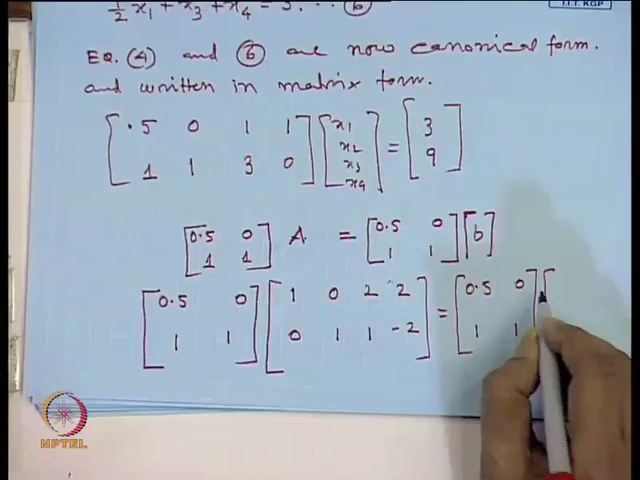 1/2 x1 + x3 + x4 = 3. ... (6)
I.I.T. KGP
EQ. (4) and (6) are now canonical form.
and written in matrix form.
[.5 0 1 1] [x1] = [3]
[1 1 3 0] [x2 x3 x4] [9]
[0.5 0] A = [0.5 0] [b]
[1 1] [1 1]
[0.5 0] [1 0 2 2] = [0.5 0] [
[1 1] [0 1 1 -2] [1 1]
NPTEL